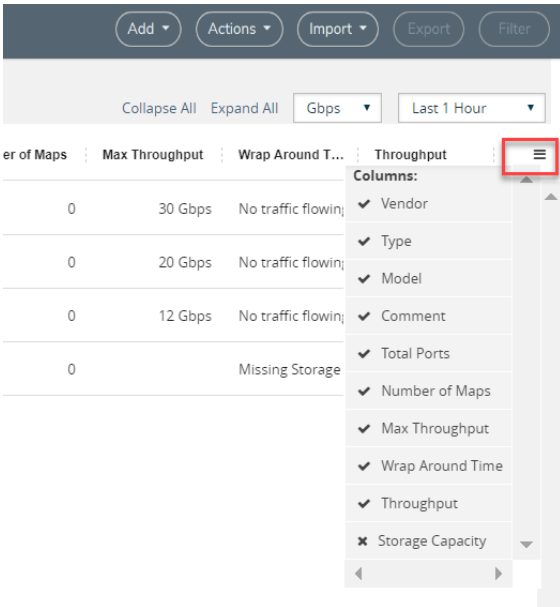 Add Actions Import Export Filter
Collapse All Expand All Gbps Last 1 Hour
er of Maps Max Throughput Wrap Around T... Throughput
Columns:
0 30 Gbps No traffic flowing Vendor
Type
0 20 Gbps No traffic flowing Model
0 12 Gbps No traffic flowing Comment
Total Ports
0 Missing Storage
Number of Maps
Max Throughput
Wrap Around Time
Throughput
Storage Capacity